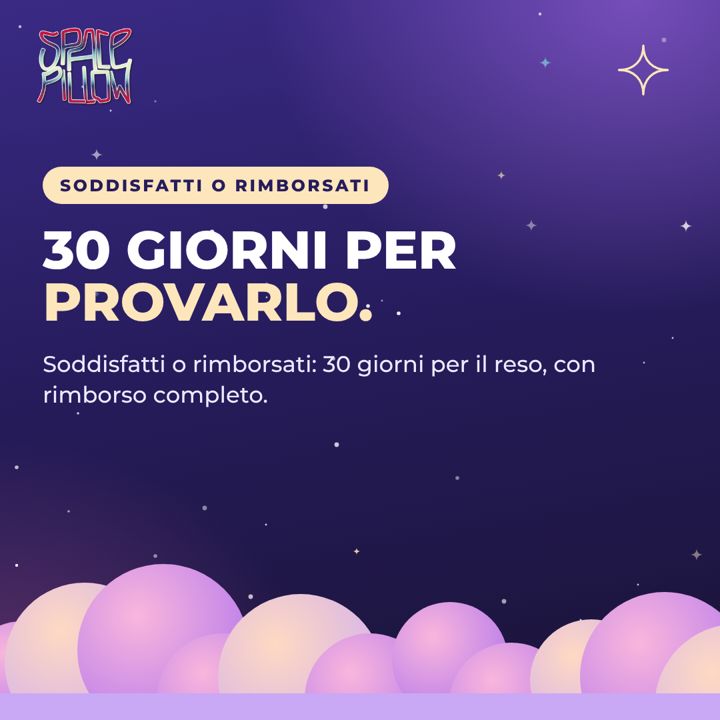 SPACE
PILLOW
SODDISFATTI O RIMBORSATI
30 GIORNI PER
PROVARLO.
Soddisfatti o rimborsati: 30 giorni per il reso, con
rimborso completo.